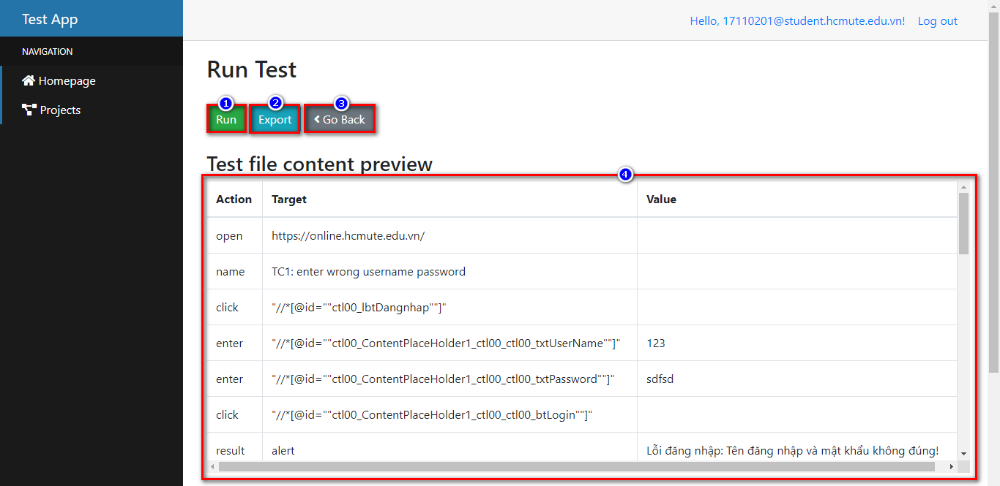 Test App
Hello, 17110201@student.hcmute.edu.vn! Log out
NAVIGATION
Homepage
Projects
Run Test
1 2 3
Run Export Go Back
Test file content preview
4
Action Target Value
open https://online.hcmute.edu.vn/
name TC1: enter wrong username password
click "//*[@id=""ctl00_lbtDangnhap""]"
enter "//*[@id=""ctl00_ContentPlaceHolder1_ctl00_ctl00_txtUserName""]" 123
enter "//*[@id=""ctl00_ContentPlaceHolder1_ctl00_ctl00_txtPassword""]" sdfsd
click "//*[@id=""ctl00_ContentPlaceHolder1_ctl00_ctl00_btLogin""]"
result alert Lỗi đăng nhập: Tên đăng nhập và mật khẩu không đúng!